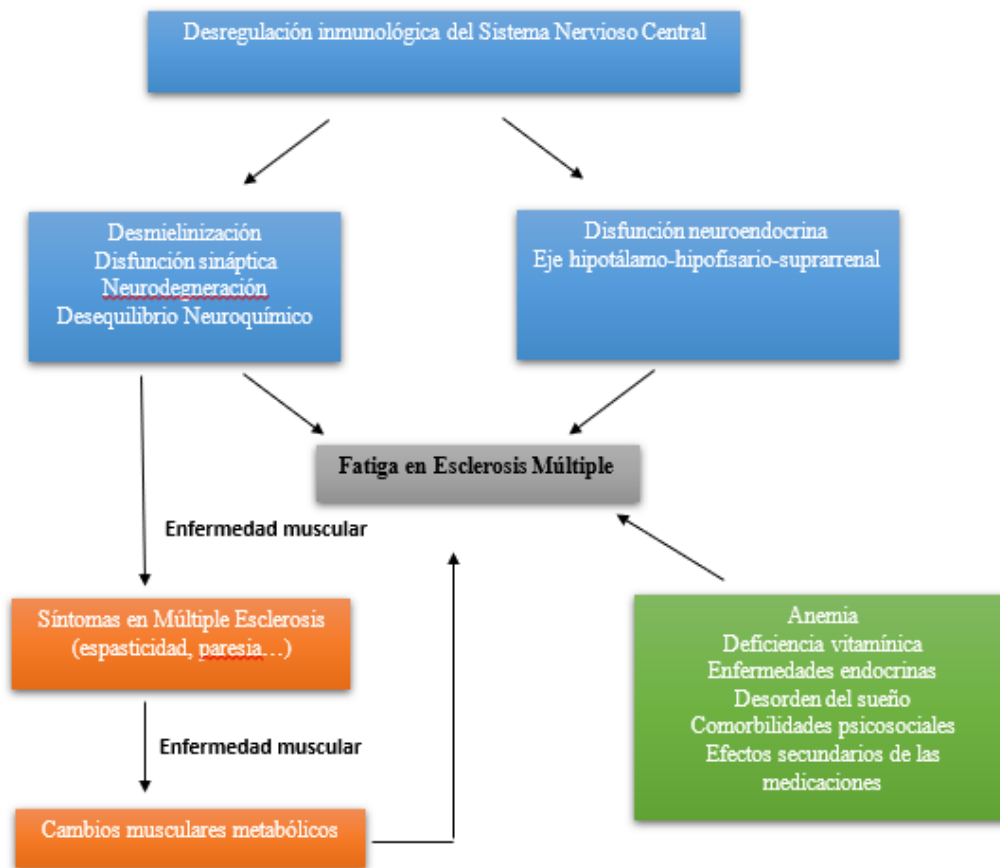 Desregulación inmunológica del Sistema Nervioso Central
Desmielinización
Disfunción sináptica
Neurodegneración
Desequilibrio Neuroquímico
Disfunción neuroendocrina
Eje hipotálamo-hipofisario-suprarrenal
Fatiga en Esclerosis Múltiple
Enfermedad muscular
Síntomas en Múltiple Esclerosis
(espasticidad, paresia…)
Enfermedad muscular
Cambios musculares metabólicos
Anemia
Deficiencia vitamínica
Enfermedades endocrinas
Desorden del sueño
Comorbilidades psicosociales
Efectos secundarios de las
medicaciones